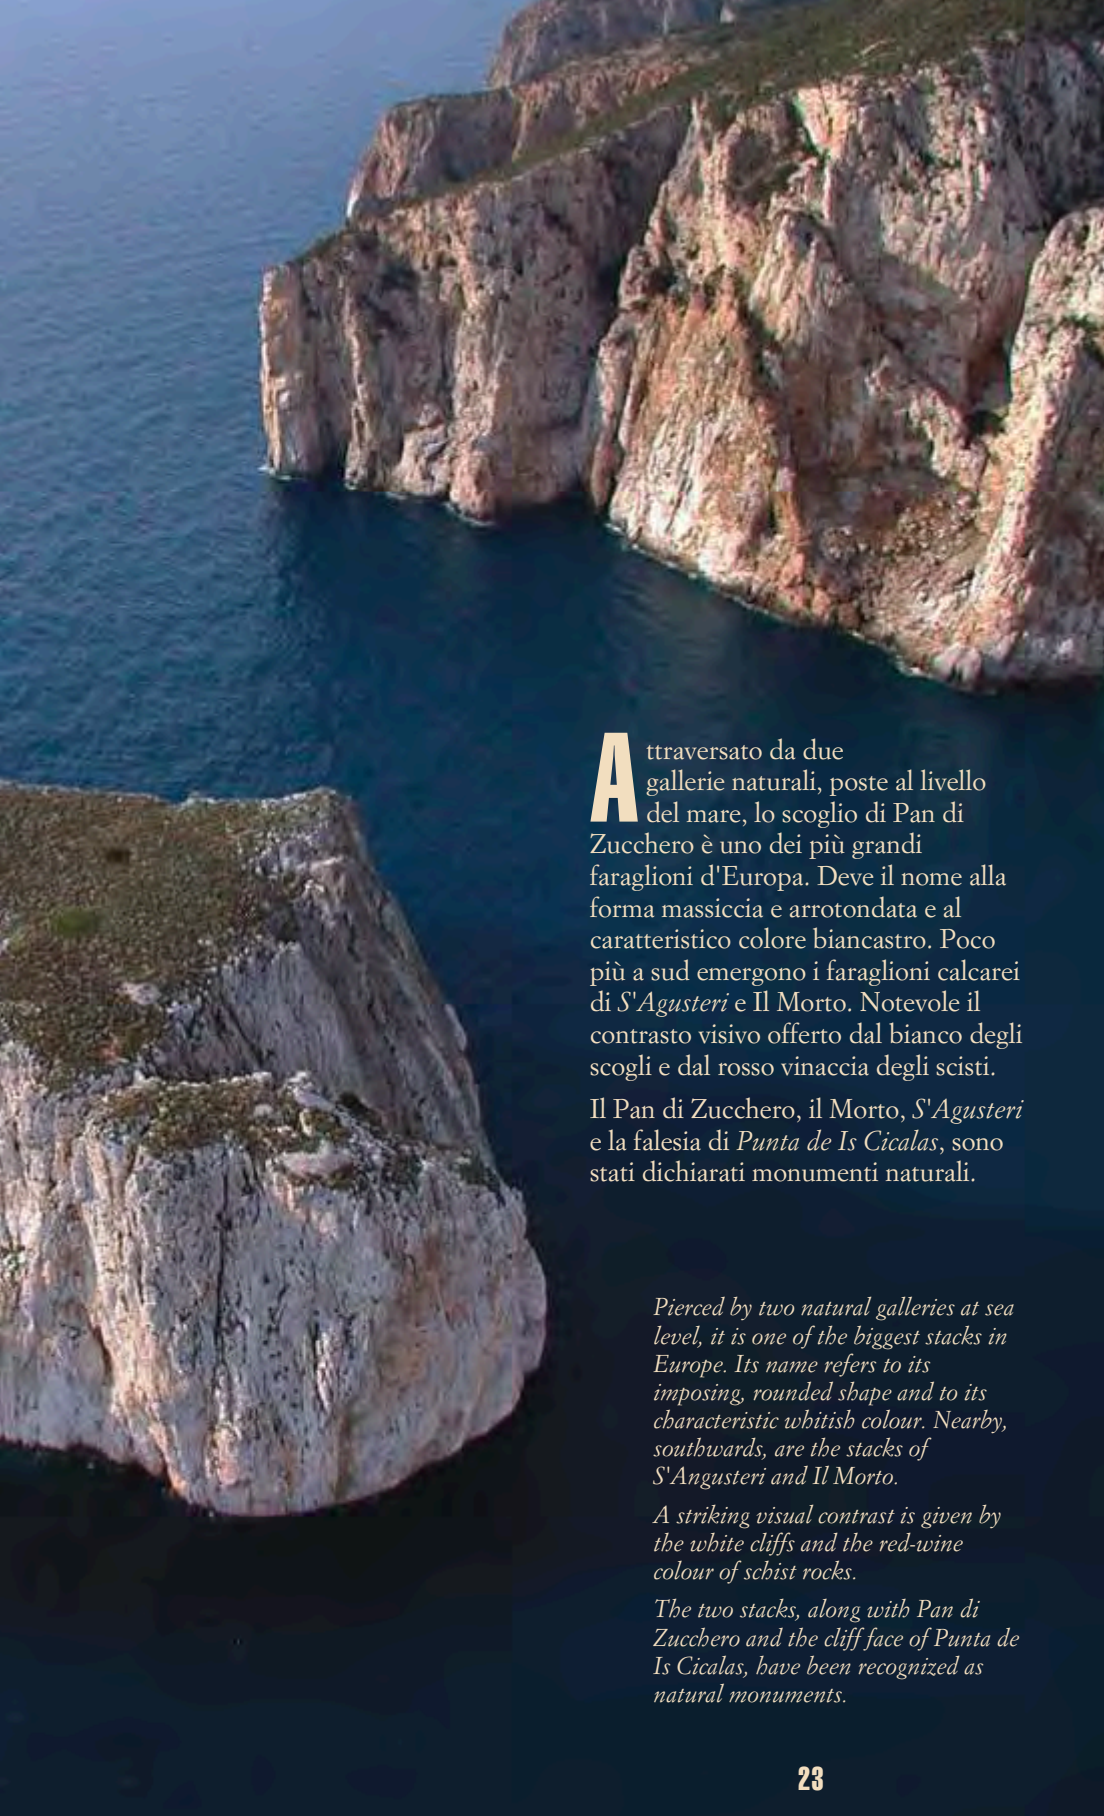 Attraversato da due
gallerie naturali, poste al livello
del mare, lo scoglio di Pan di
Zucchero è uno dei più grandi
faraglioni d'Europa. Deve il nome alla
forma massiccia e arrotondata e al
caratteristico colore biancastro. Poco
più a sud emergono i faraglioni calcarei
di S'Agusteri e Il Morto. Notevole il
contrasto visivo offerto dal bianco degli
scogli e dal rosso vinaccia degli scisti.
Il Pan di Zucchero, il Morto, S'Agusteri
e la falesia di Punta de Is Cicalas, sono
stati dichiarati monumenti naturali.
Pierced by two natural galleries at sea
level, it is one of the biggest stacks in
Europe. Its name refers to its
imposing, rounded shape and to its
characteristic whitish colour. Nearby,
southwards, are the stacks of
S'Angusteri and Il Morto.
A striking visual contrast is given by
the white cliffs and the red-wine
colour of schist rocks.
The two stacks, along with Pan di
Zucchero and the cliff face of Punta de
Is Cicalas, have been recognized as
natural monuments.
23